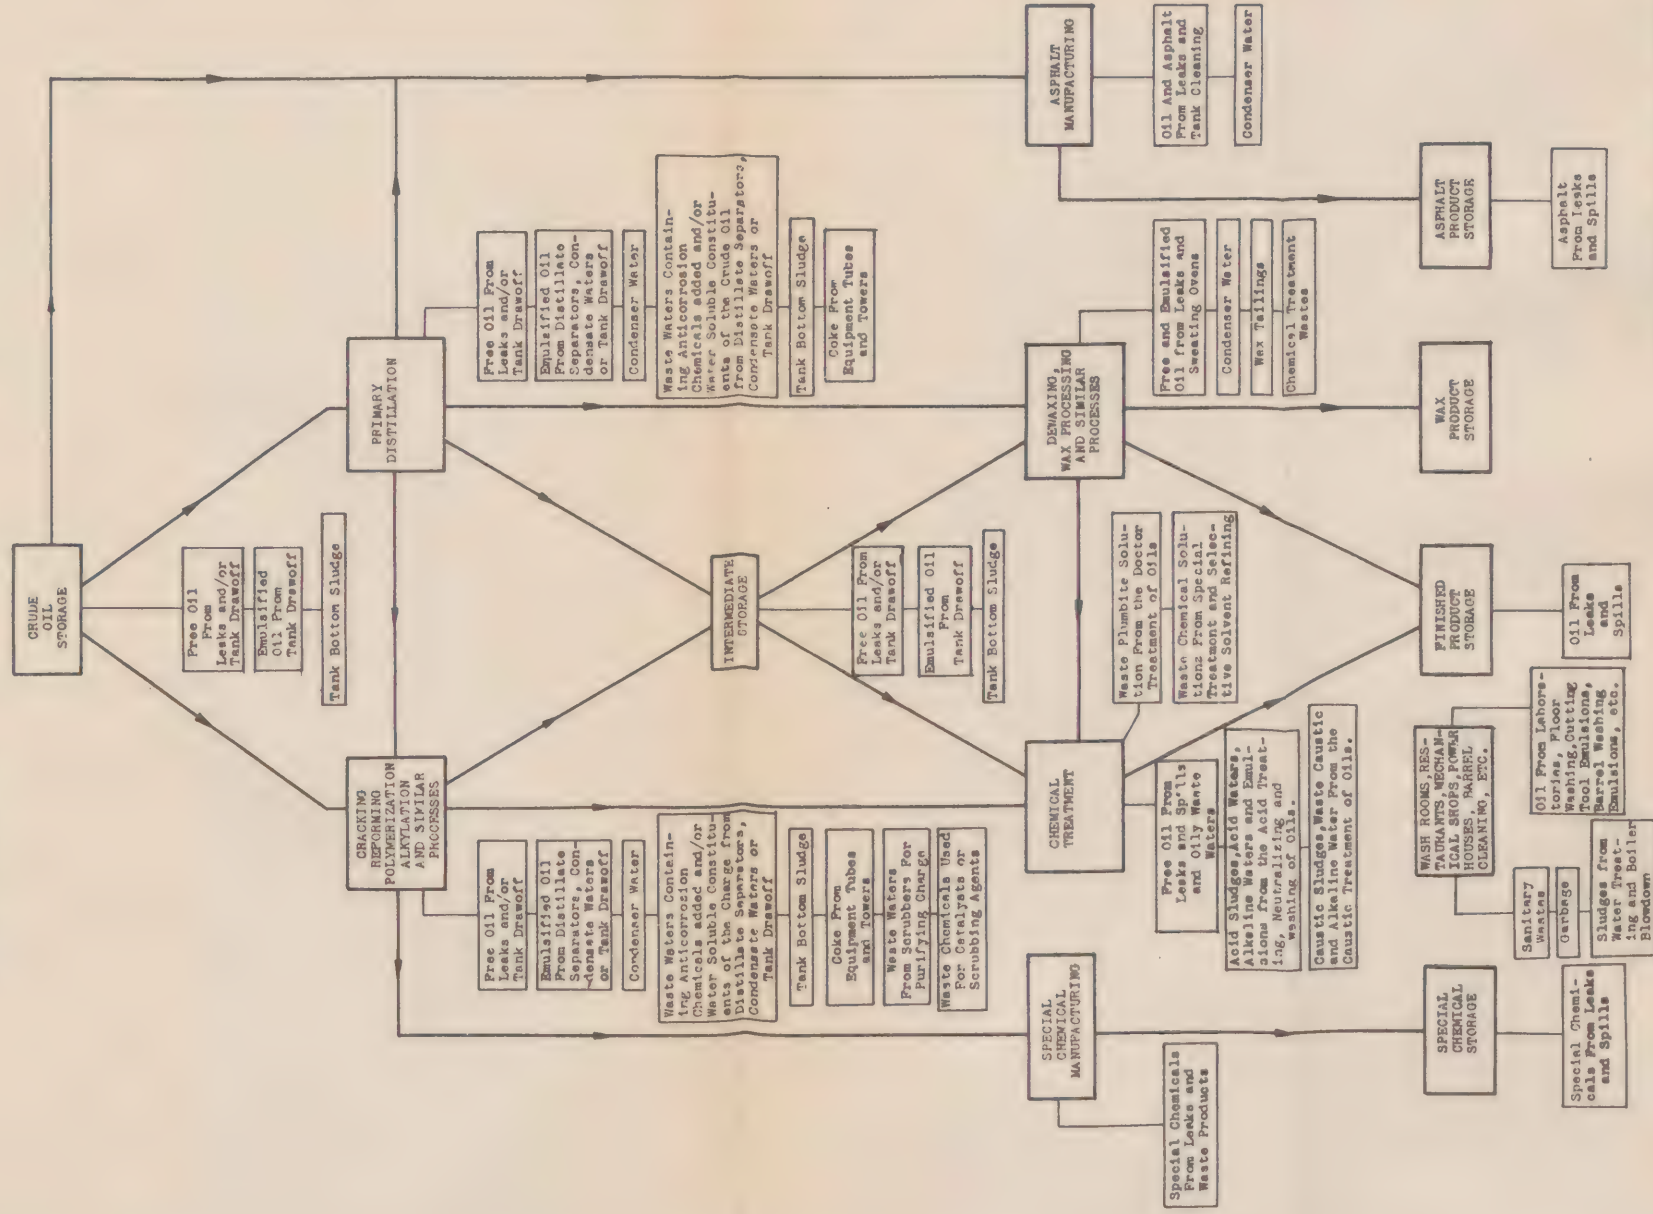 CRUDE
OIL
STORAGE
Free Oil
From
Leaks and/or
Tank Drawoff
Emulsified
Oil From
Tank Drawoff
Tank Bottom Sludge
CRACKING
REFORMING
POLYMERIZATION
ALKYLATION
AND SIMILAR
PROCESSES
Free Oil From
Leaks and/or
Tank Drawoff
Emulsified Oil
From Distillate
Separators, Con-
densate Waters
or Tank Drawoff
Condenser Water
Waste Waters Contain-
ing Anticorrosion
Chemicals added and/or
Water Soluble Constitu-
ents of the Charge from
Distillate Separators,
Condensate Waters or
Tank Drawoff
Tank Bottom Sludge
Coke From
Equipment Tubes
and Towers
Waste Waters
From Scrubbers For
Purifying Charge
Waste Chemicals Used
For Catalysts or
Scrubbing Agents
PRIMARY
DISTILLATION
Free Oil From
Leaks and/or
Tank Drawoff
Emulsified Oil
From Distillate
Separators, Con-
densate Waters
or Tank Drawoff
Condenser Water
Waste Waters Contain-
ing Anticorrosion
Chemicals added and/or
Water Soluble Constitu-
ents of the Crude Oil
from Distillate Separators,
Condensate Waters or
Tank Drawoff
Tank Bottom Sludge
Coke From
Equipment Tubes
and Towers
INTERMEDIATE
STORAGE
Free Oil From
Leaks and/or
Tank Drawoff
Emulsified Oil
From
Tank Drawoff
Tank Bottom Sludge
SPECIAL
CHEMICAL
MANUFACTURING
Special Chemicals
From Leaks and
Waste Products
CHEMICAL
TREATMENT
Free Oil From
Leaks and Spills
and Oily Waste
Waters
Acid Sludges,Acid Waters,
Alkaline Waters and Emul-
sions from the Acid Treat-
ing, Neutralizing and
washing of Oils.
Caustic Sludges,Waste Caustic
and Alkaline Water From the
Caustic Treatment of Oils.
Waste Plumbite Solu-
tion From the Doctor
Treatment of Oils
Waste Chemical Solu-
tions From Special
Treatment and Selec-
tive Solvent Refining
DEWAXING,
WAX PROCESSING
AND SIMILAR
PROCESSES
Free and Emulsified
Oil from Leaks and
Sweating Ovens
Condenser Water
Wax Tailings
Chemical Treatment
Wastes
ASPHALT
MANUFACTURING
Oil And Asphalt
From Leaks and
Tank Cleaning
Condenser Water
SPECIAL
CHEMICAL
STORAGE
Special Chemi-
cals From Leaks
and Spills
WASH ROOMS,RES-
TAURANTS,MECHAN-
ICAL SHOPS,POWER
HOUSES,BARREL
CLEANING, ETC.
Sanitary
Wastes
Garbage
Sludges from
Water Treat-
ing and Boiler
Blowdown
Oil From Labora-
tories, Floor
Washing,Cutting
Tool Emulsions,
Barrel Washing
Emulsions, etc.
FINISHED
PRODUCT
STORAGE
Oil From
Leaks
and
Spills
WAX
PRODUCT
STORAGE
ASPHALT
PRODUCT
STORAGE
Asphalt
From Leaks
and Spills